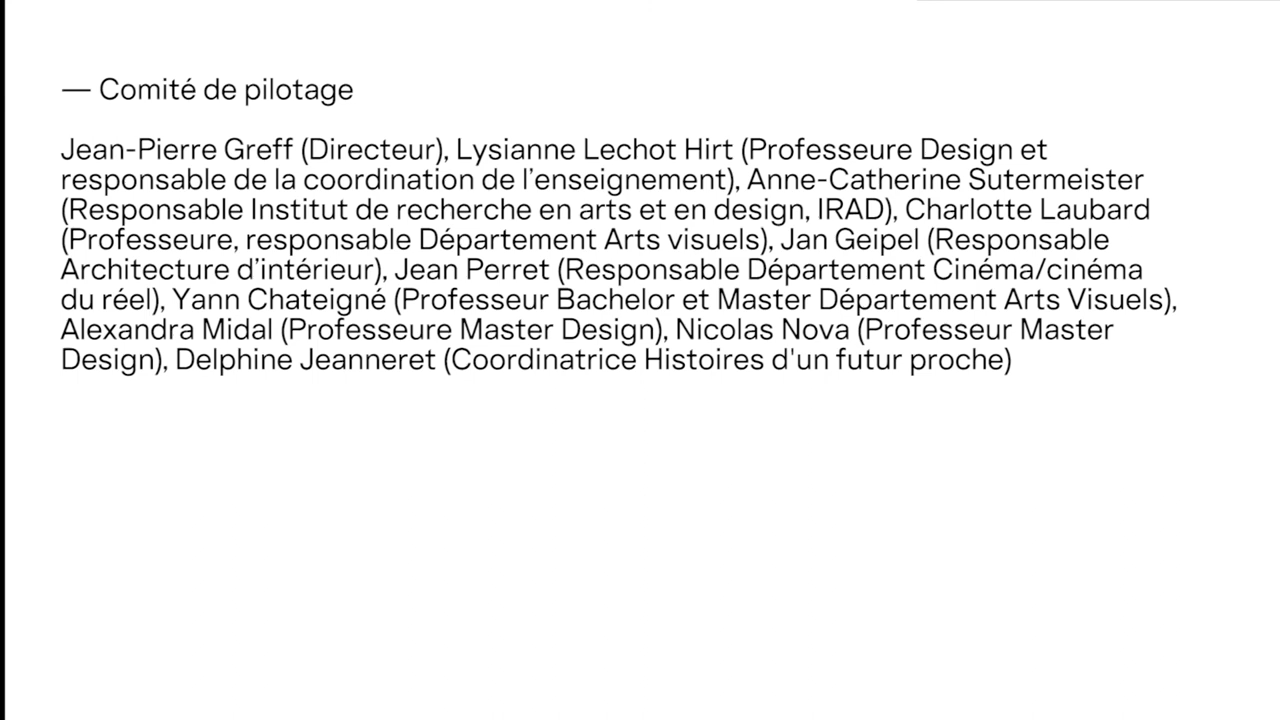 — Comité de pilotage
Jean-Pierre Greff (Directeur), Lysianne Lechot Hirt (Professeure Design et
responsable de la coordination de l’enseignement), Anne-Catherine Sutermeister
(Responsable Institut de recherche en arts et en design, IRAD), Charlotte Laubard
(Professeure, responsable Département Arts visuels), Jan Geipel (Responsable
Architecture d’intérieur), Jean Perret (Responsable Département Cinéma/cinéma
du réel), Yann Chateigné (Professeur Bachelor et Master Département Arts Visuels),
Alexandra Midal (Professeure Master Design), Nicolas Nova (Professeur Master
Design), Delphine Jeanneret (Coordinatrice Histoires d'un futur proche)